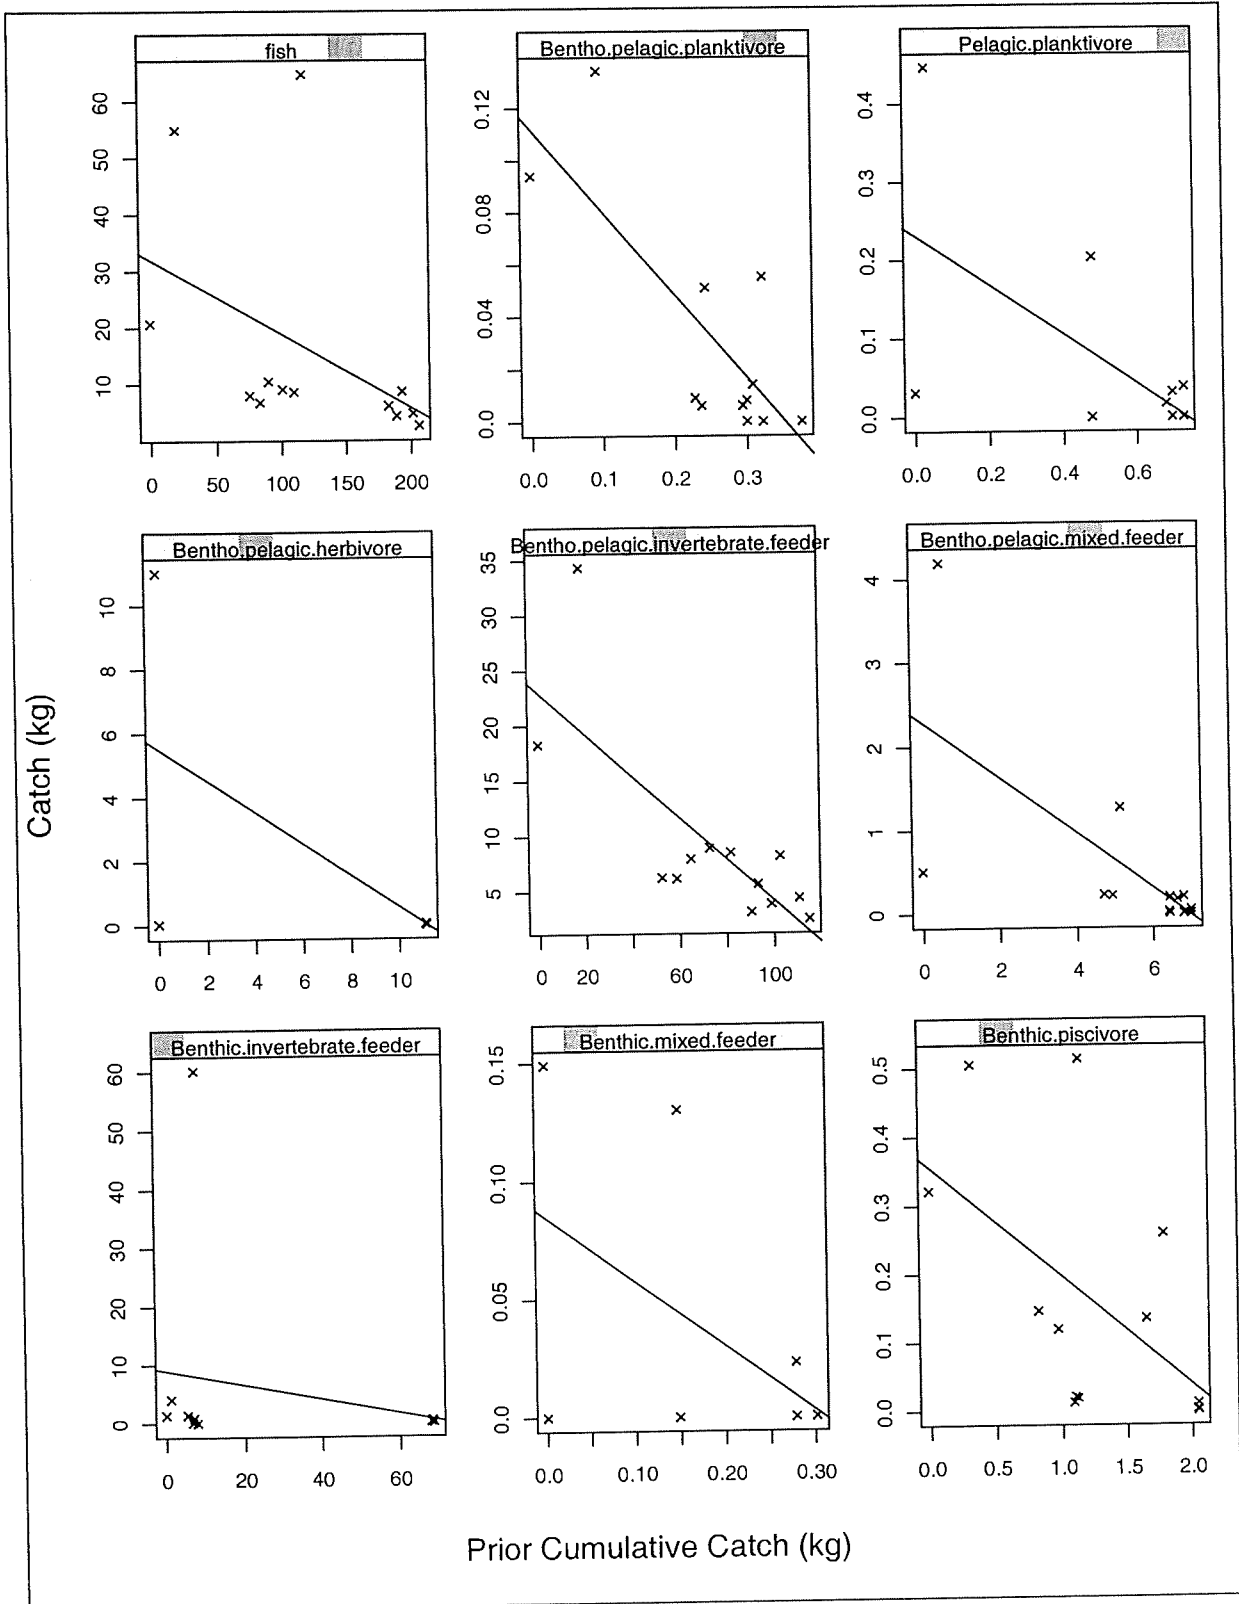 fish
60
50
40
30
20
10
0 50 100 150 200
Bentho.pelagic.planktivore
0.12
0.08
0.04
0.0
0.0 0.1 0.2 0.3
Pelagic.planktivore
0.4
0.3
0.2
0.1
0.0
0.0 0.2 0.4 0.6
Bentho.pelagic.herbivore
10
8
6
4
2
0
0 2 4 6 8 10
Bentho.pelagic.invertebrate.feeder
35
30
25
20
15
10
5
0 20 60 100
Bentho.pelagic.mixed.feeder
4
3
2
1
0
0 2 4 6
Benthic.invertebrate.feeder
60
50
40
30
20
10
0
0 20 40 60
Benthic.mixed.feeder
0.15
0.10
0.05
0.0
0.0 0.10 0.20 0.30
Benthic.piscivore
0.5
0.4
0.3
0.2
0.1
0.0
0.0 0.5 1.0 1.5 2.0
Catch (kg)
Prior Cumulative Catch (kg)